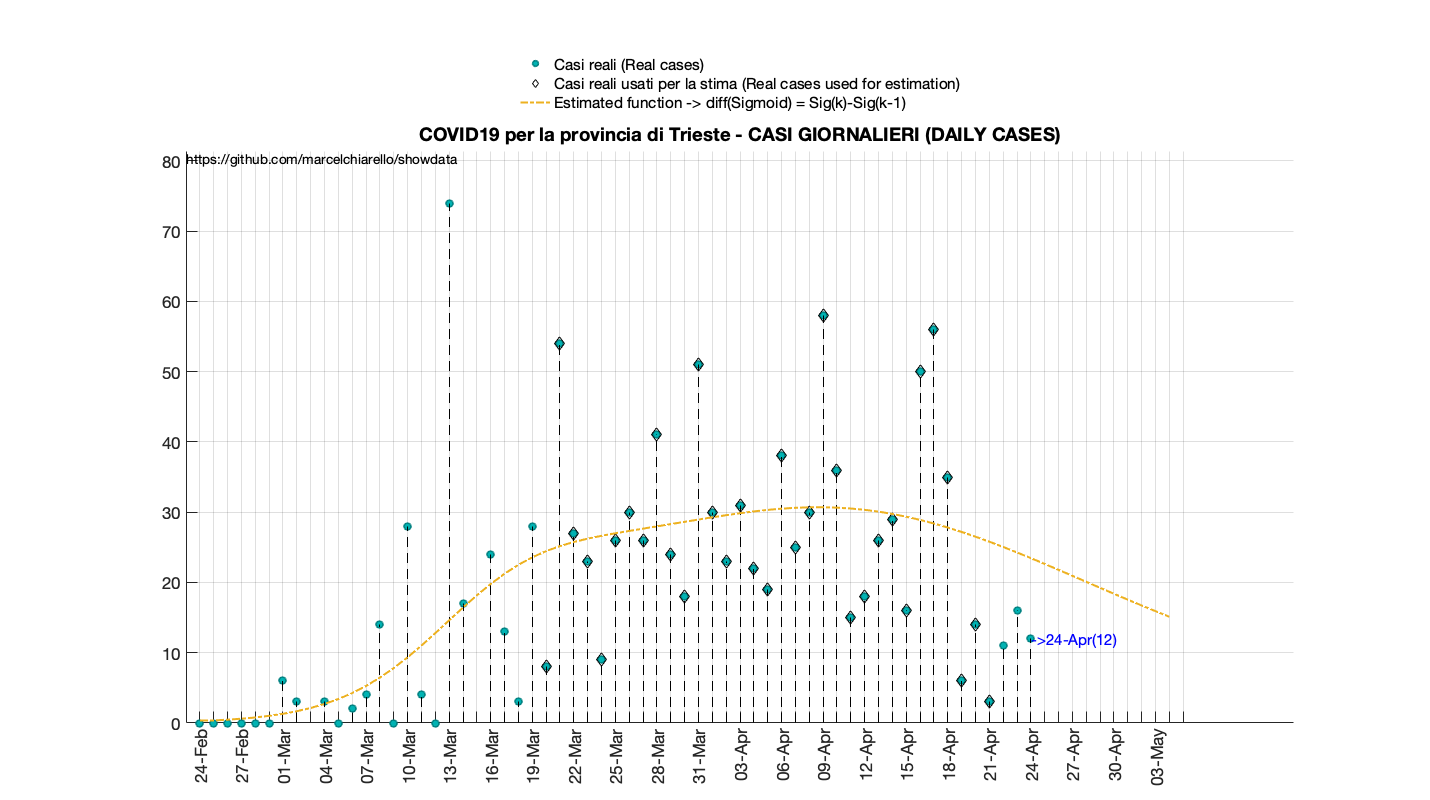 Casi reali (Real cases)
Casi reali usati per la stima (Real cases used for estimation)
Estimated function -> diff(Sigmoid) = Sig(k)-Sig(k-1)
COVID19 per la provincia di Trieste - CASI GIORNALIERI (DAILY CASES)
https://github.com/marcelchiarello/showdata
80
70
60
50
40
30
20
10
0
->24-Apr(12)
24-Feb
27-Feb
01-Mar
04-Mar
07-Mar
10-Mar
13-Mar
16-Mar
19-Mar
22-Mar
25-Mar
28-Mar
31-Mar
03-Apr
06-Apr
09-Apr
12-Apr
15-Apr
18-Apr
21-Apr
24-Apr
27-Apr
30-Apr
03-May